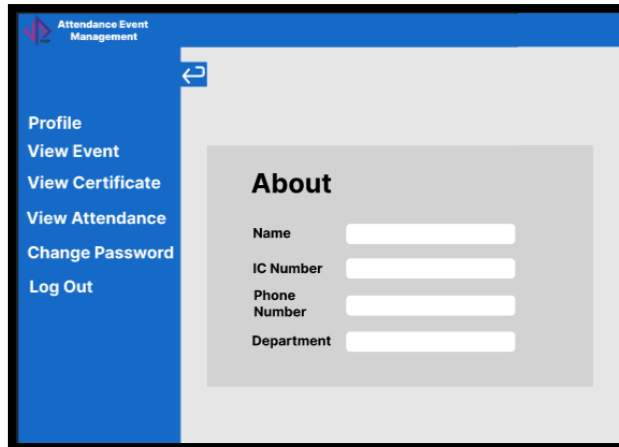 Attendance Event
Management
Profile
View Event
View Certificate
View Attendance
Change Password
Log Out
About
Name
IC Number
Phone
Number
Department